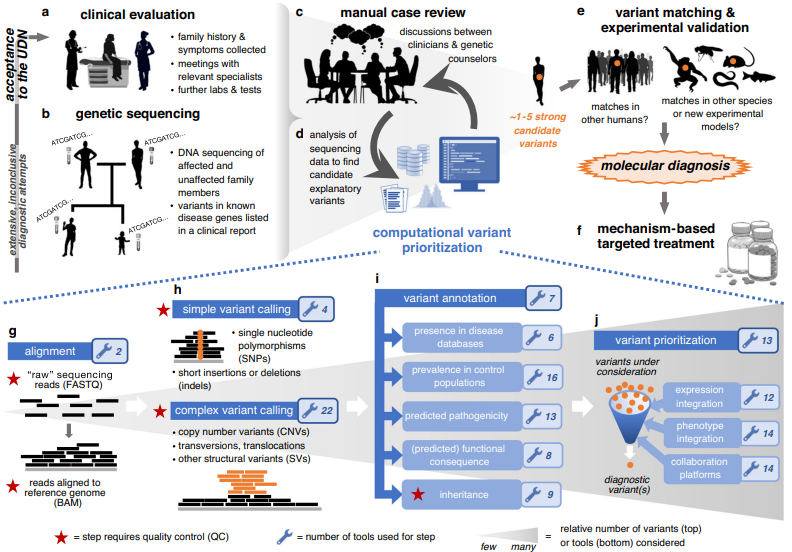 a
clinical evaluation
• family history &
symptoms collected
• meetings with
relevant specialists
• further labs & tests
acceptance
to the UDN
extensive, inconclusive
diagnostic attempts
b
genetic sequencing
ATCGATCG...
ATCGATCG...
ATCGATCG...
ATCGATCG...
• DNA sequencing of
affected and
unaffected family
members
• variants in known
disease genes listed
in a clinical report
c
manual case review
discussions between
clinicians & genetic
counselors
d
analysis of
sequencing
data to find
candidate
explanatory
variants
~1-5 strong
candidate
variants
computational variant
prioritization
e
variant matching &
experimental validation
matches in
other humans?
matches in other species
or new experimental
models?
molecular diagnosis
f
mechanism-based
targeted treatment
g
alignment
2
“raw” sequencing
reads (FASTQ)
reads aligned to
reference genome
(BAM)
h
simple variant calling
4
• single nucleotide
polymorphisms
(SNPs)
• short insertions or deletions
(indels)
complex variant calling
22
• copy number variants (CNVs)
• transversions, translocations
• other structural variants (SVs)
i
variant annotation
7
presence in disease
databases
6
prevalence in control
populations
16
predicted pathogenicity
13
(predicted) functional
consequence
8
inheritance
9
j
variant prioritization
13
variants under
consideration
expression
integration
12
phenotype
integration
14
collaboration
platforms
14
diagnostic
variant(s)
= step requires quality control (QC)
= number of tools used for step
few many
= relative number of variants (top)
or tools (bottom) considered